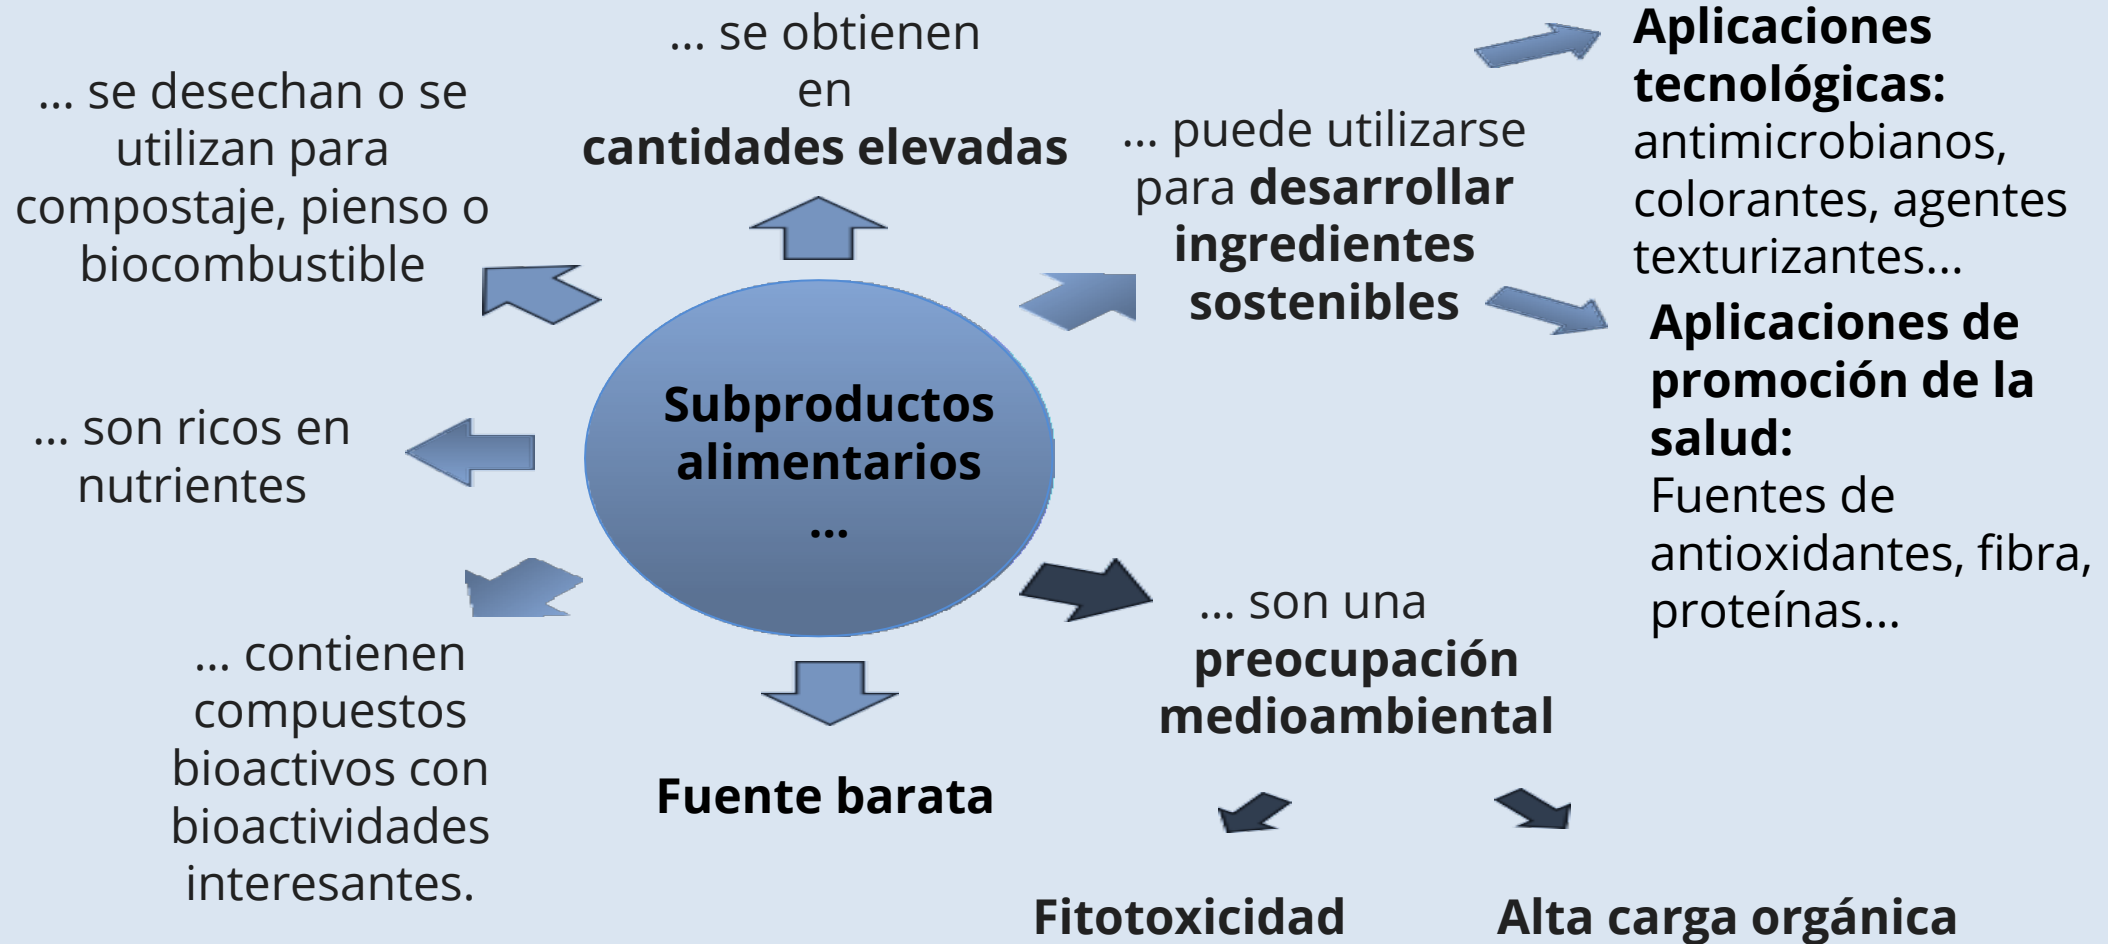 ... se desechan o se
utilizan para
compostaje, pienso o
biocombustible
... se obtienen
en
cantidades elevadas
... puede utilizarse
para desarrollar
ingredientes
sostenibles
Aplicaciones
tecnológicas:
antimicrobianos,
colorantes, agentes
texturizantes...
Aplicaciones de
promoción de la
salud:
Fuentes de
antioxidantes, fibra,
proteínas...
Subproductos
alimentarios
...
... son ricos en
nutrientes
... contienen
compuestos
bioactivos con
bioactividades
interesantes.
Fuente barata
... son una
preocupación
medioambiental
Fitotoxicidad
Alta carga orgánica